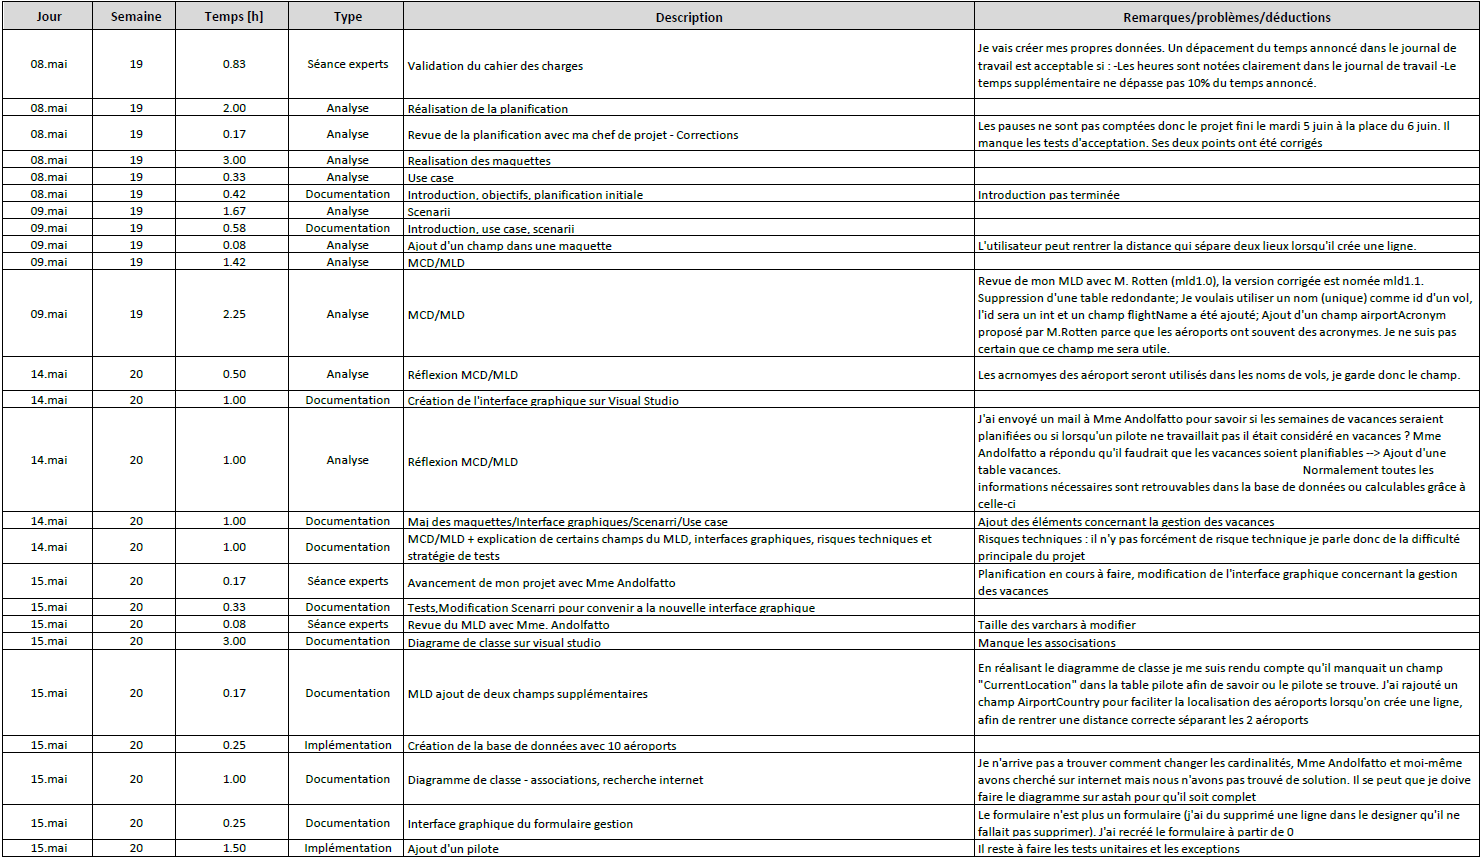 Jour Semaine Temps [h] Type Description Remarques/problèmes/déductions
Je vais créer mes propres données. Un dépacement du temps annoncé dans le journal de
08.mai 19 0.83 Séance experts Validation du cahier des charges travail est acceptable si : -Les heures sont notées clairement dans le journal de travail -Le
temps supplémentaire ne dépasse pas 10% du temps annoncé.
08.mai 19 2.00 Analyse Réalisation de la planification
08.mai 19 0.17 Analyse Revue de la planification avec ma chef de projet - Corrections Les pauses ne sont pas comptées donc le projet fini le mardi 5 juin à la place du 6 juin. Il
manque les tests d'acceptation. Ses deux points ont été corrigés
08.mai 19 3.00 Analyse Realisation des maquettes
08.mai 19 0.33 Analyse Use case
08.mai 19 0.42 Documentation Introduction, objectifs, planification initiale Introduction pas terminée
09.mai 19 1.67 Analyse Scenarii
09.mai 19 0.58 Documentation Introduction, use case, scenarii
09.mai 19 0.08 Analyse Ajout d'un champ dans une maquette L'utilisateur peut rentrer la distance qui sépare deux lieux lorsqu'il crée une ligne.
09.mai 19 1.42 Analyse MCD/MLD
Revue de mon MLD avec M. Rotten (mld1.0), la version corrigée est nomée mld1.1.
Suppression d'une table redondante; Je voulais utiliser un nom (unique) comme id d'un vol,
09.mai 19 2.25 Analyse MCD/MLD l'id sera un int et un champ flightName a été ajouté; Ajout d'un champ airportAcronym
proposé par M.Rotten parce que les aéroports ont souvent des acronymes. Je ne suis pas
certain que ce champ me sera utile.
14.mai 20 0.50 Analyse Réflexion MCD/MLD Les acrnomyes des aéroport seront utilisés dans les noms de vols, je garde donc le champ.
14.mai 20 1.00 Documentation Création de l'interface graphique sur Visual Studio
J'ai envoyé un mail à Mme Andolfatto pour savoir si les semaines de vacances seraient
planifiées ou si lorsqu'un pilote ne travaillait pas il était considéré en vacances ? Mme
14.mai 20 1.00 Analyse Réflexion MCD/MLD Andolfatto a répondu qu'il faudrait que les vacances soient planifiables --> Ajout d'une
table vacances. Normalement toutes les
informations nécessaires sont retrouvables dans la base de données ou calculables grâce à
celle-ci
14.mai 20 1.00 Documentation Maj des maquettes/Interface graphiques/Scenarri/Use case Ajout des éléments concernant la gestion des vacances
14.mai 20 1.00 Documentation MCD/MLD + explication de certains champs du MLD, interfaces graphiques, risques techniques et Risques techniques : il n'y pas forcément de risque technique je parle donc de la difficulté
stratégie de tests principale du projet
15.mai 20 0.17 Séance experts Avancement de mon projet avec Mme Andolfatto Planification en cours à faire, modification de l'interface graphique concernant la gestion
des vacances
15.mai 20 0.33 Documentation Tests,Modification Scenarri pour convenir a la nouvelle interface graphique
15.mai 20 0.08 Séance experts Revue du MLD avec Mme. Andolfatto Taille des varchars à modifier
15.mai 20 3.00 Documentation Diagrame de classe sur visual studio Manque les associsations
En réalisant le diagramme de classe je me suis rendu compte qu'il manquait un champ
15.mai 20 0.17 Documentation MLD ajout de deux champs supplémentaires "CurrentLocation" dans la table pilote afin de savoir ou le pilote se trouve. J'ai rajouté un
champ AirportCountry pour faciliter la localisation des aéroports lorsqu'on crée une ligne,
afin de rentrer une distance correcte séparant les 2 aéroports
15.mai 20 0.25 Implémentation Création de la base de données avec 10 aéroports
Je n'arrive pas a trouver comment changer les cardinalités, Mme Andolfatto et moi-même
15.mai 20 1.00 Documentation Diagramme de classe - associations, recherche internet avons cherché sur internet mais nous n'avons pas trouvé de solution. Il se peut que je doive
faire le diagramme sur astah pour qu'il soit complet
15.mai 20 0.25 Documentation Interface graphique du formulaire gestion Le formulaire n'est plus un formulaire (j'ai du supprimé une ligne dans le designer qu'il ne
fallait pas supprimer). J'ai recréé le formulaire à partir de 0
15.mai 20 1.50 Implémentation Ajout d'un pilote Il reste à faire les tests unitaires et les exceptions